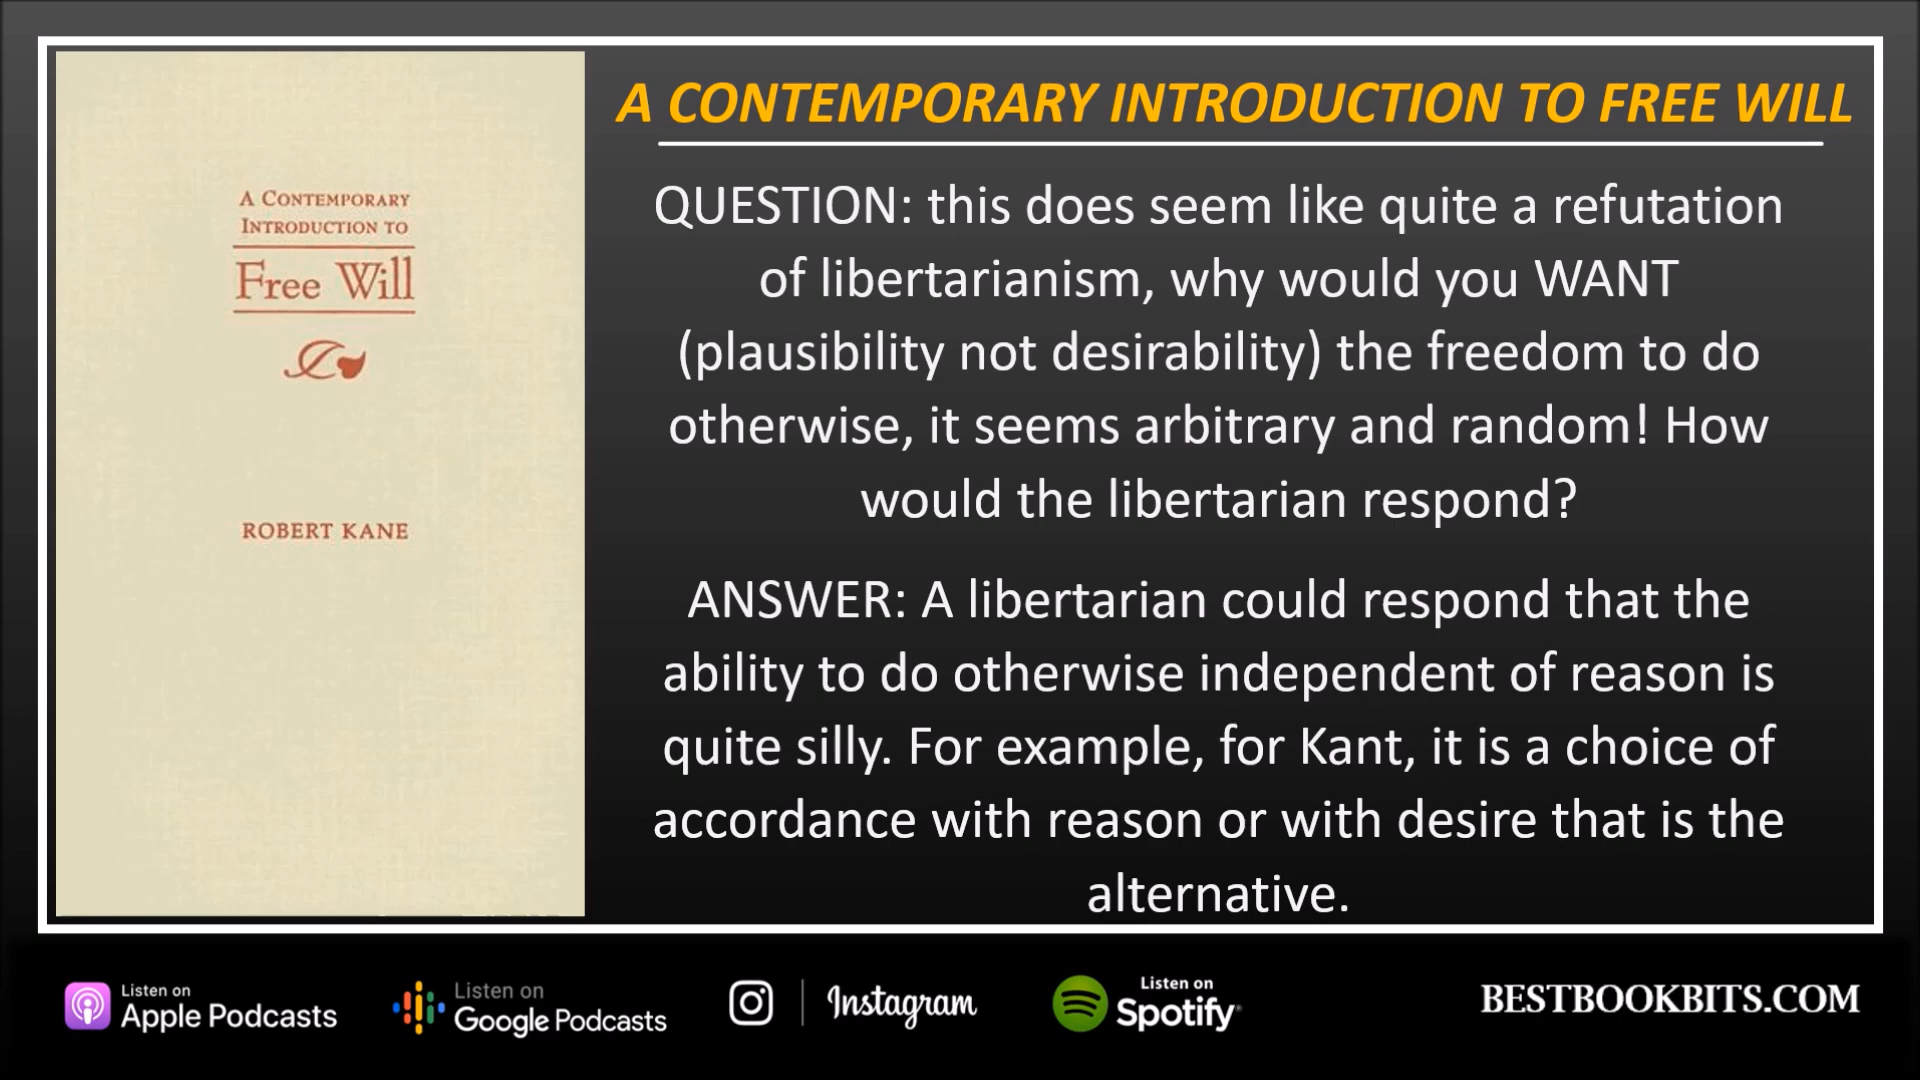 A CONTEMPORARY
INTRODUCTION TO
Free Will
ROBERT KANE
A CONTEMPORARY INTRODUCTION TO FREE WILL
QUESTION: this does seem like quite a refutation
of libertarianism, why would you WANT
(plausibility not desirability) the freedom to do
otherwise, it seems arbitrary and random! How
would the libertarian respond?
ANSWER: A libertarian could respond that the
ability to do otherwise independent of reason is
quite silly. For example, for Kant, it is a choice of
accordance with reason or with desire that is the
alternative.
Listen on
Apple Podcasts
Listen on
Google Podcasts
Instagram
Listen on
Spotify
BESTBOOKBITS.COM